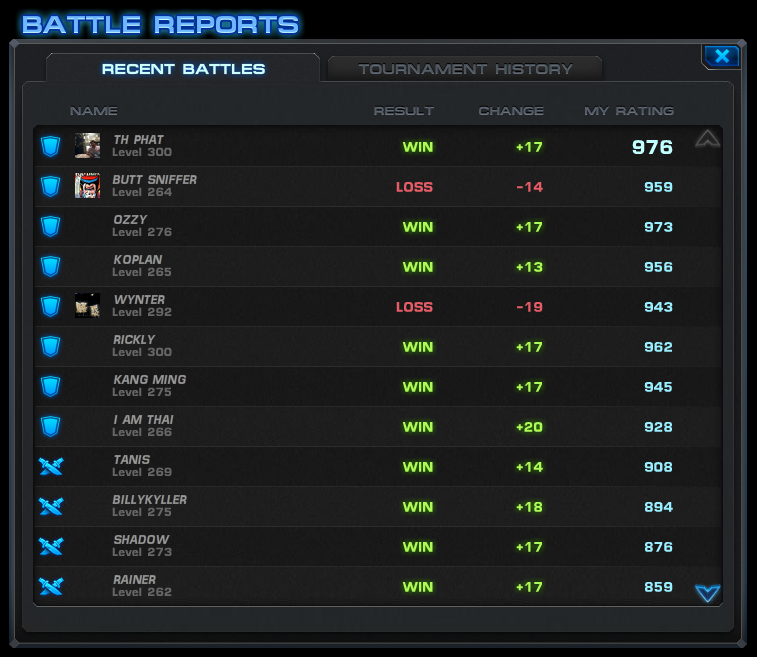 BATTLE REPORTS
RECENT BATTLES TOURNAMENT HISTORY
NAME RESULT CHANGE MY RATING
TH PHAT
Level 300
WIN +17 976
BUTT SNIFFER
Level 264
LOSS -14 959
OZZY
Level 276
WIN +17 973
KOPLAN
Level 265
WIN +13 956
WYNTER
Level 292
LOSS -19 943
RICKLY
Level 300
WIN +17 962
KANG MING
Level 275
WIN +17 945
I AM THAI
Level 266
WIN +20 928
TANIS
Level 269
WIN +14 908
BILLYKYLLER
Level 275
WIN +18 894
SHADOW
Level 273
WIN +17 876
RAINER
Level 262
WIN +17 859